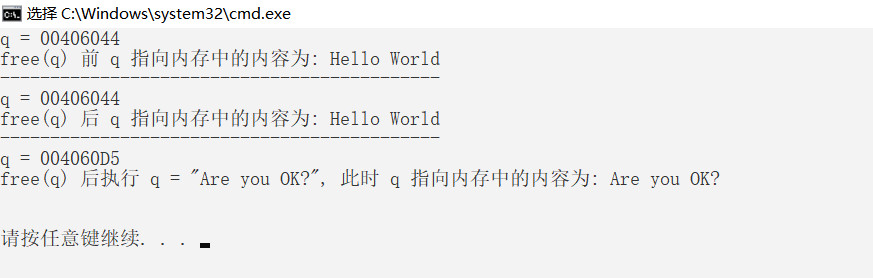 选择 C:\Windows\system32\cmd.exe
q = 00406044
free(q) 前 q 指向内存中的内容为: Hello World
--------------------------------------------
q = 00406044
free(q) 后 q 指向内存中的内容为: Hello World
--------------------------------------------
q = 004060D5
free(q) 后执行 q = "Are you OK?", 此时 q 指向内存中的内容为: Are you OK?
请按任意键继续. . .